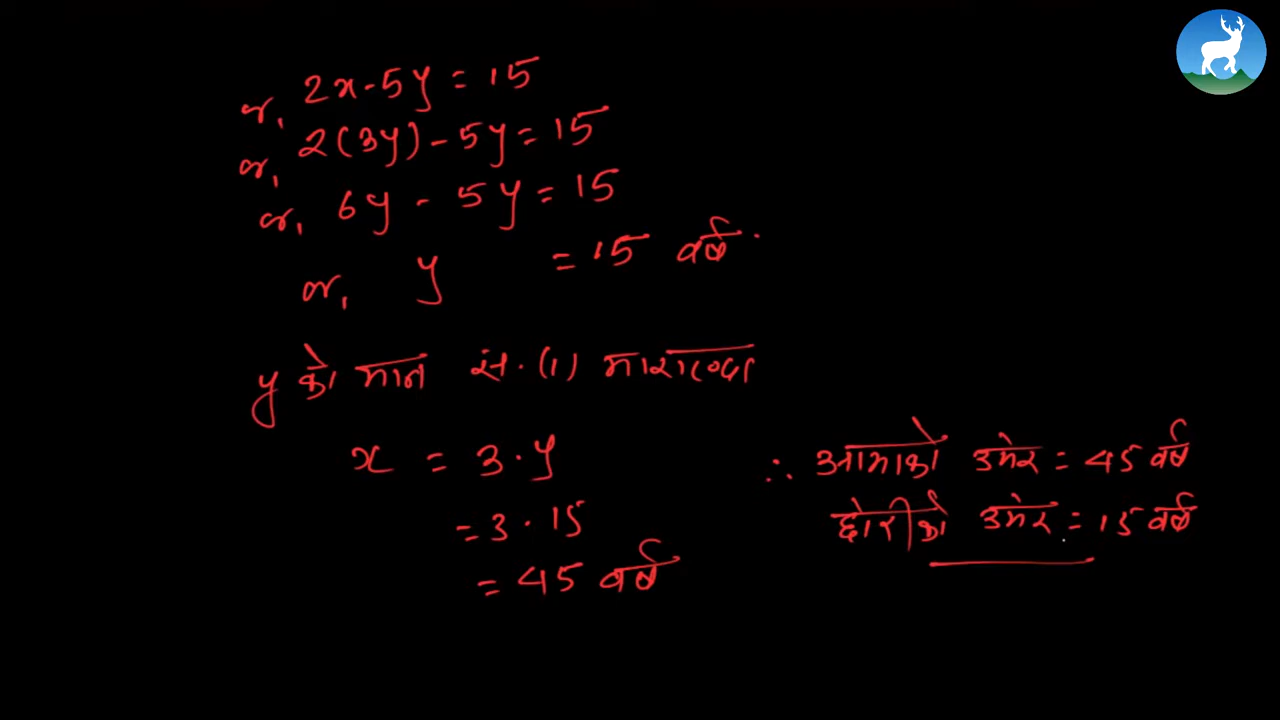 or, 2x - 5y = 15
or, 2(3y) - 5y = 15
or, 6y - 5y = 15
or, y = 15 वर्ष
y को मान सं. (1) मा राख्दा
x = 3 . y
= 3 . 15
= 45 वर्ष
∴ आमाको उमेर = 45 वर्ष
छोरीको उमेर = 15 वर्ष